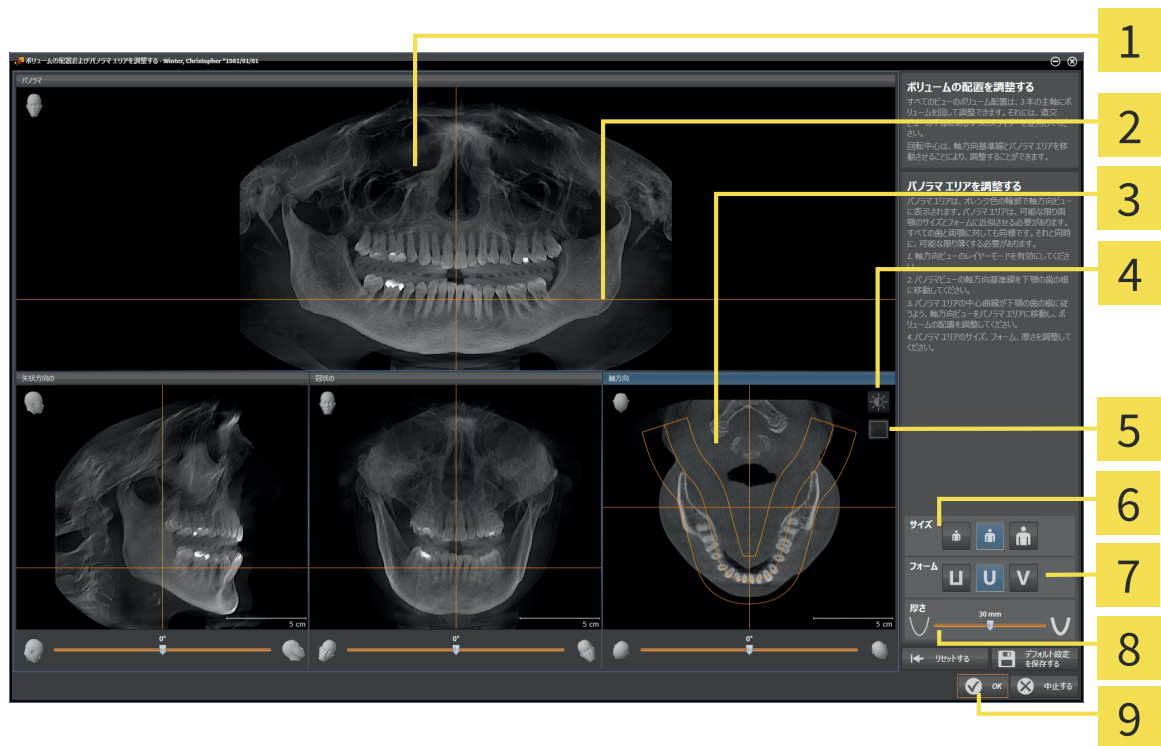 1
ボリュームの配置およびパノラマ エリアを調整する - Winter, Christopher *1981/01/01
パノラマ
ボリュームの配置を調整する
すべてのビューのボリューム配置は、3 本の主軸にボ
リュームを回して調整できます。それには、直交
さい。
回転中心は、軸方向基準線とパノラマ エリアを移
動させることにより、調整することができます。
2
パノラマ エリアを調整する
パノラマ エリアは、オレンジ色の輪郭で軸方向ビュー
に表示されます。パノラマ エリアは、可能な限り両
顎のサイズとフォームに近似させる必要があります。
すべての歯と両顎に対しても同様です。それと同時
に、可能な限り薄くする必要があります。
1. 軸方向ビューのレイヤーモードを有効にしてくださ
2. パノラマビューの軸方向基準線を下顎の歯の根
に移動してください。
3. パノラマ エリアの中心曲線が下顎の歯の根に従
うよう、軸方向ビューをパノラマ エリアに移動し、ボ
リュームの配置を調整してください。
4. パノラマ エリアのサイズ、フォーム、厚さを調整して
ください。
3
4
矢状方向の
冠状の
軸方向
5
サイズ
6
フォーム
U
V
7
厚さ
30 mm
8
5 cm
5 cm
5 cm
0°
0°
0°
リセットする
デフォルト設定
を保存する
OK
中止する
9